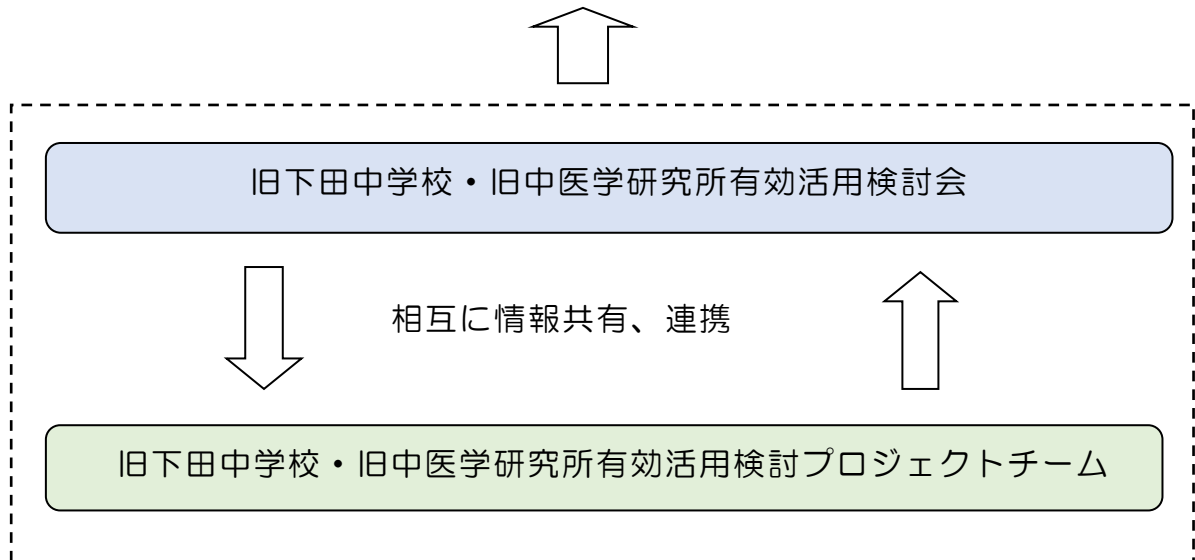 旧下田中学校・旧中医学研究所有効活用検討会
相互に情報共有、連携
旧下田中学校・旧中医学研究所有効活用検討プロジェクトチーム